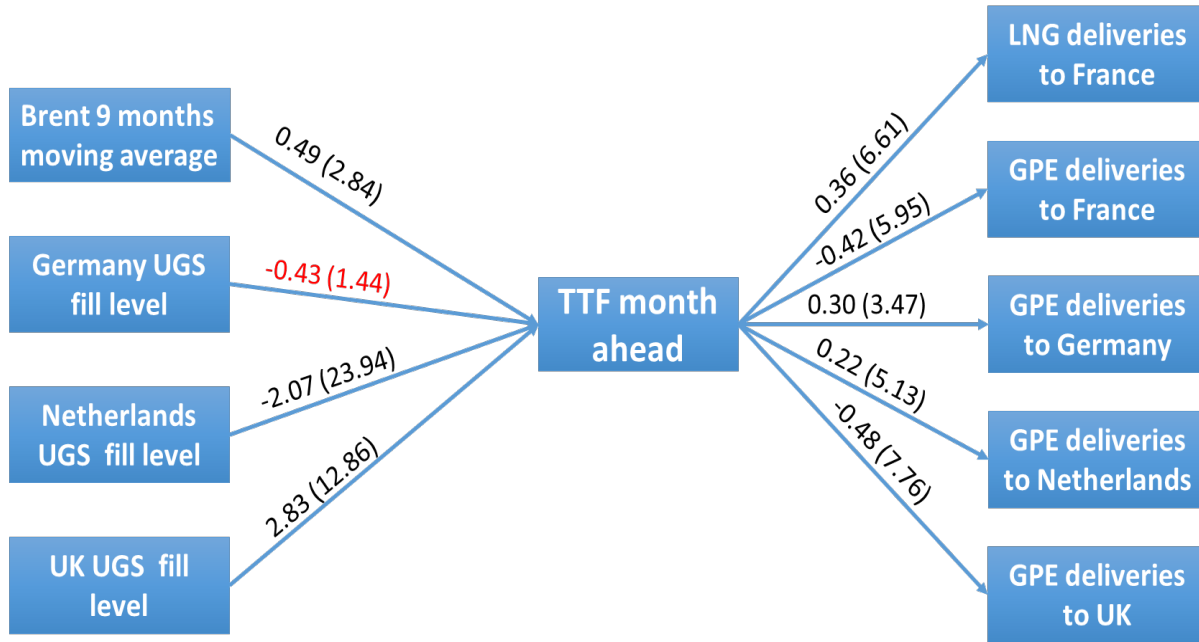 Brent 9 months
moving average
Germany UGS
fill level
Netherlands
UGS fill level
UK UGS fill
level
0.49 (2.84)
-0.43 (1.44)
-2.07 (23.94)
2.83 (12.86)
TTF month
ahead
0.36 (6.61)
-0.42 (5.95)
0.30 (3.47)
0.22 (5.13)
-0.48 (7.76)
LNG deliveries
to France
GPE deliveries
to France
GPE deliveries
to Germany
GPE deliveries
to Netherlands
GPE deliveries
to UK